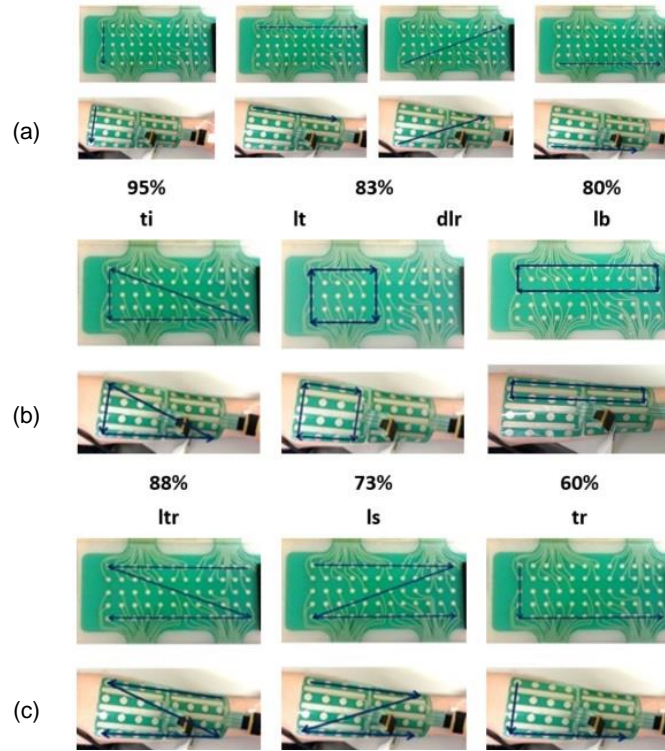 (a)
95% 83% 80%
ti lt dlr lb
(b)
88% 73% 60%
ltr ls tr
(c)